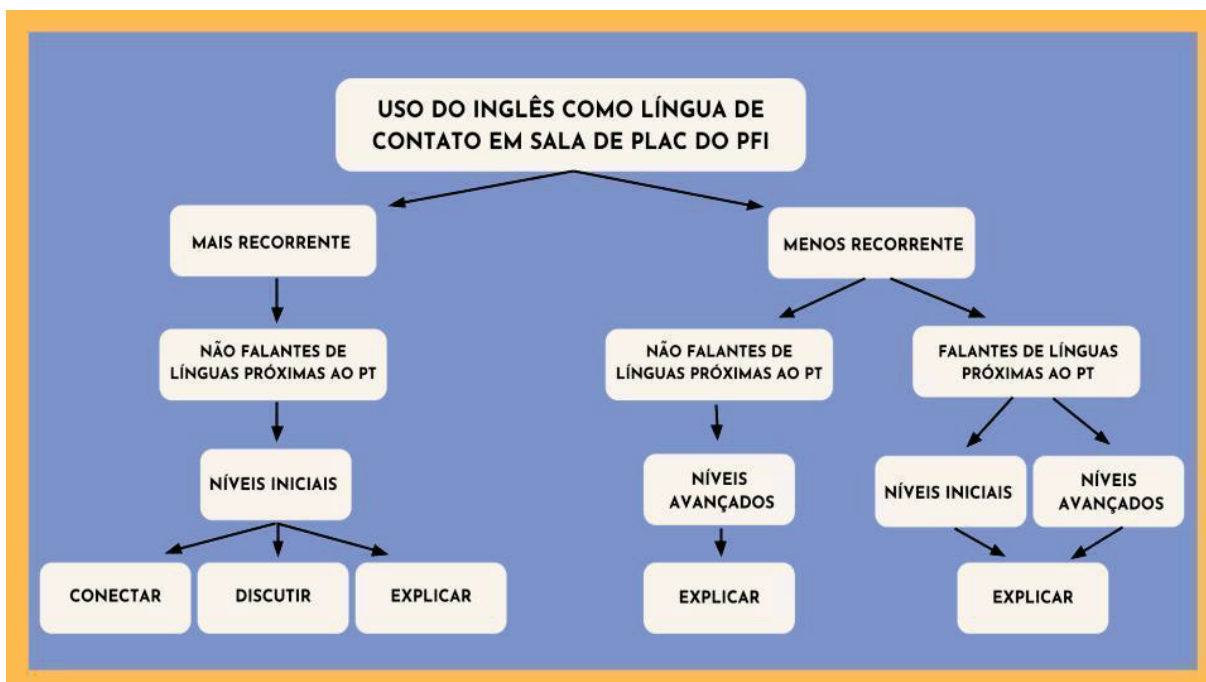 USO DO INGLÊS COMO LÍNGUA DE
CONTATO EM SALA DE PLAC DO PFI
MAIS RECORRENTE
MENOS RECORRENTE
NÃO FALANTES DE
LÍNGUAS PRÓXIMAS AO PT
NÃO FALANTES DE
LÍNGUAS PRÓXIMAS AO PT
FALANTES DE LÍNGUAS
PRÓXIMAS AO PT
NÍVEIS INICIAIS
NÍVEIS
AVANÇADOS
NÍVEIS INICIAIS
NÍVEIS
AVANÇADOS
CONECTAR
DISCUTIR
EXPLICAR
EXPLICAR
EXPLICAR